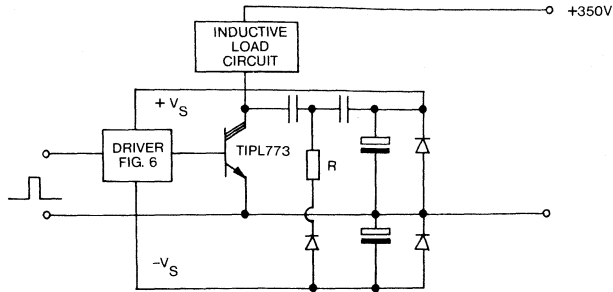 +350V
INDUCTIVE
LOAD
CIRCUIT
+ VS
DRIVER
FIG. 6
TIPL773
R
−VS